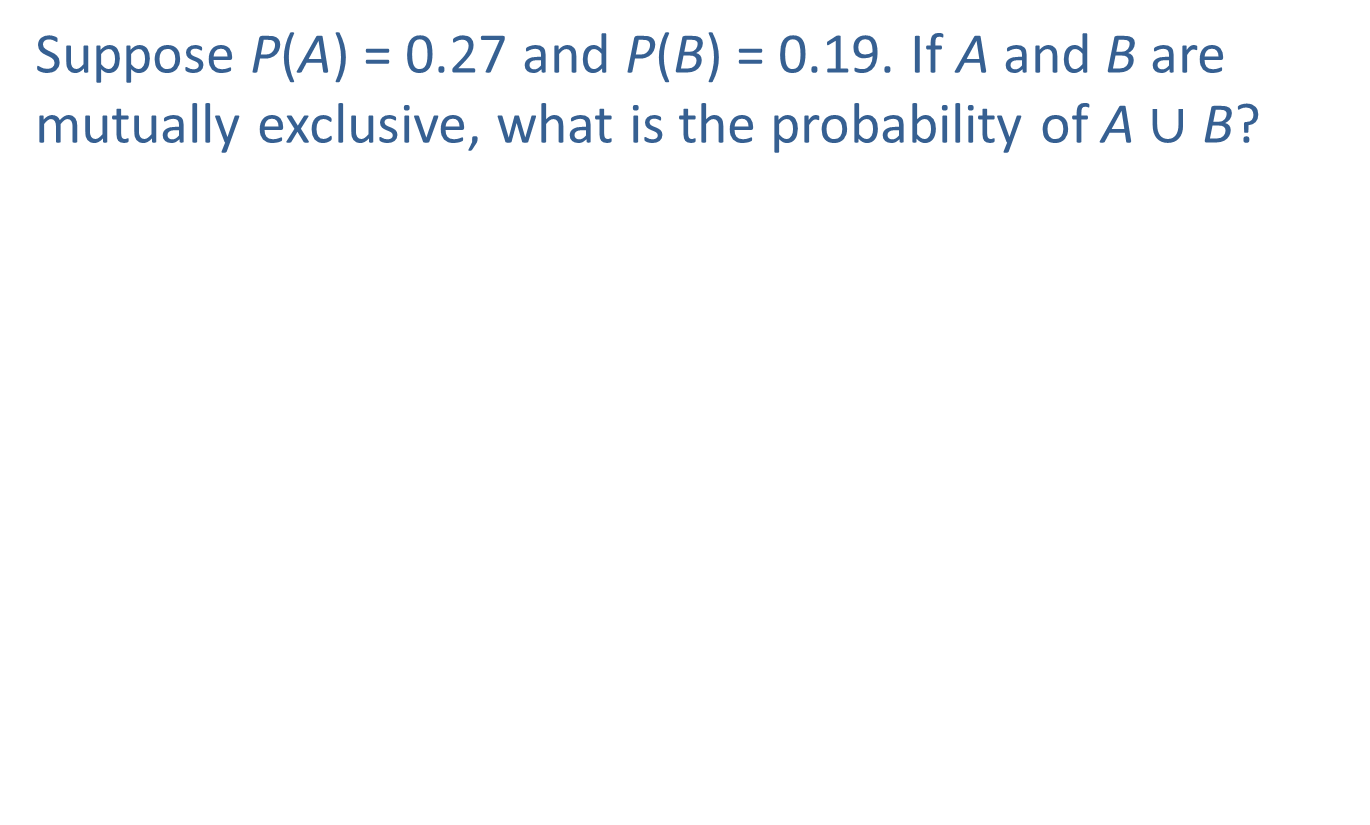 Suppose P(A) = 0.27 and P(B) = 0.19. If A and B are
mutually exclusive, what is the probability of A ∪ B?